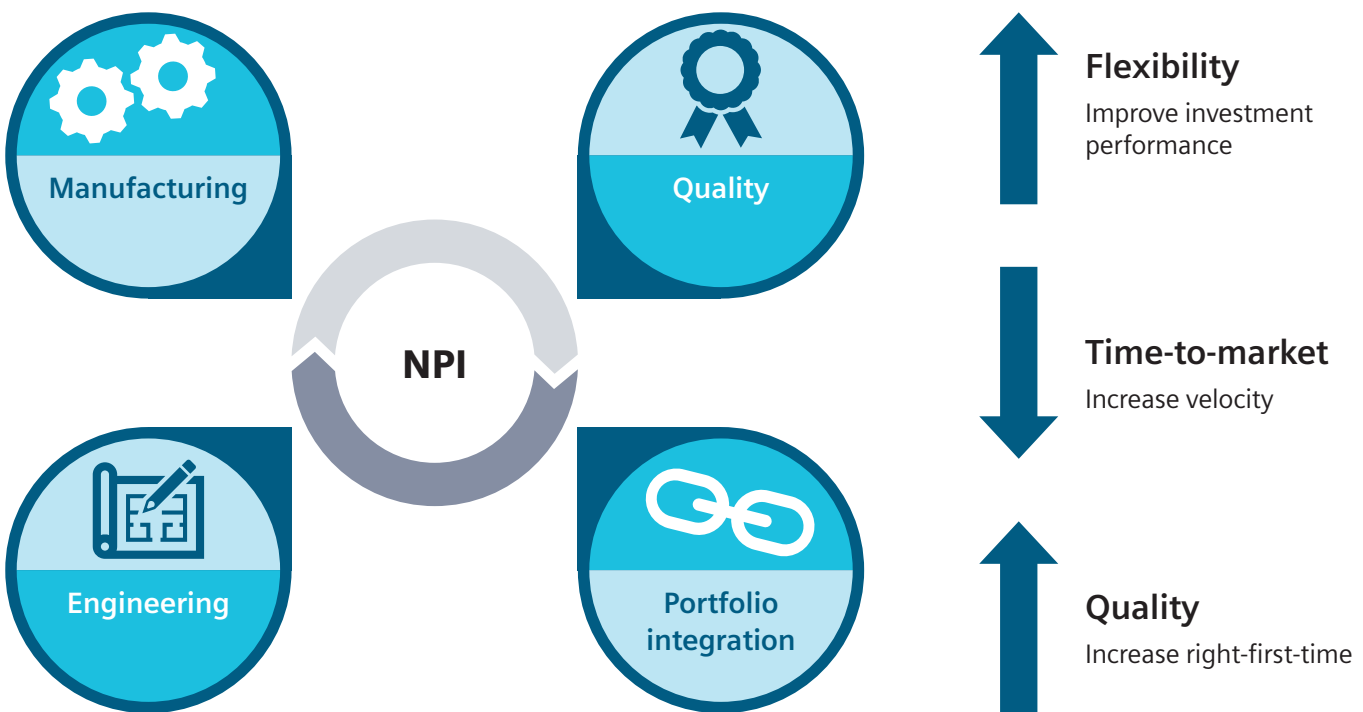 Manufacturing
Quality
NPI
Engineering
Portfolio
integration
Flexibility
Improve investment
performance
Time-to-market
Increase velocity
Quality
Increase right-first-time